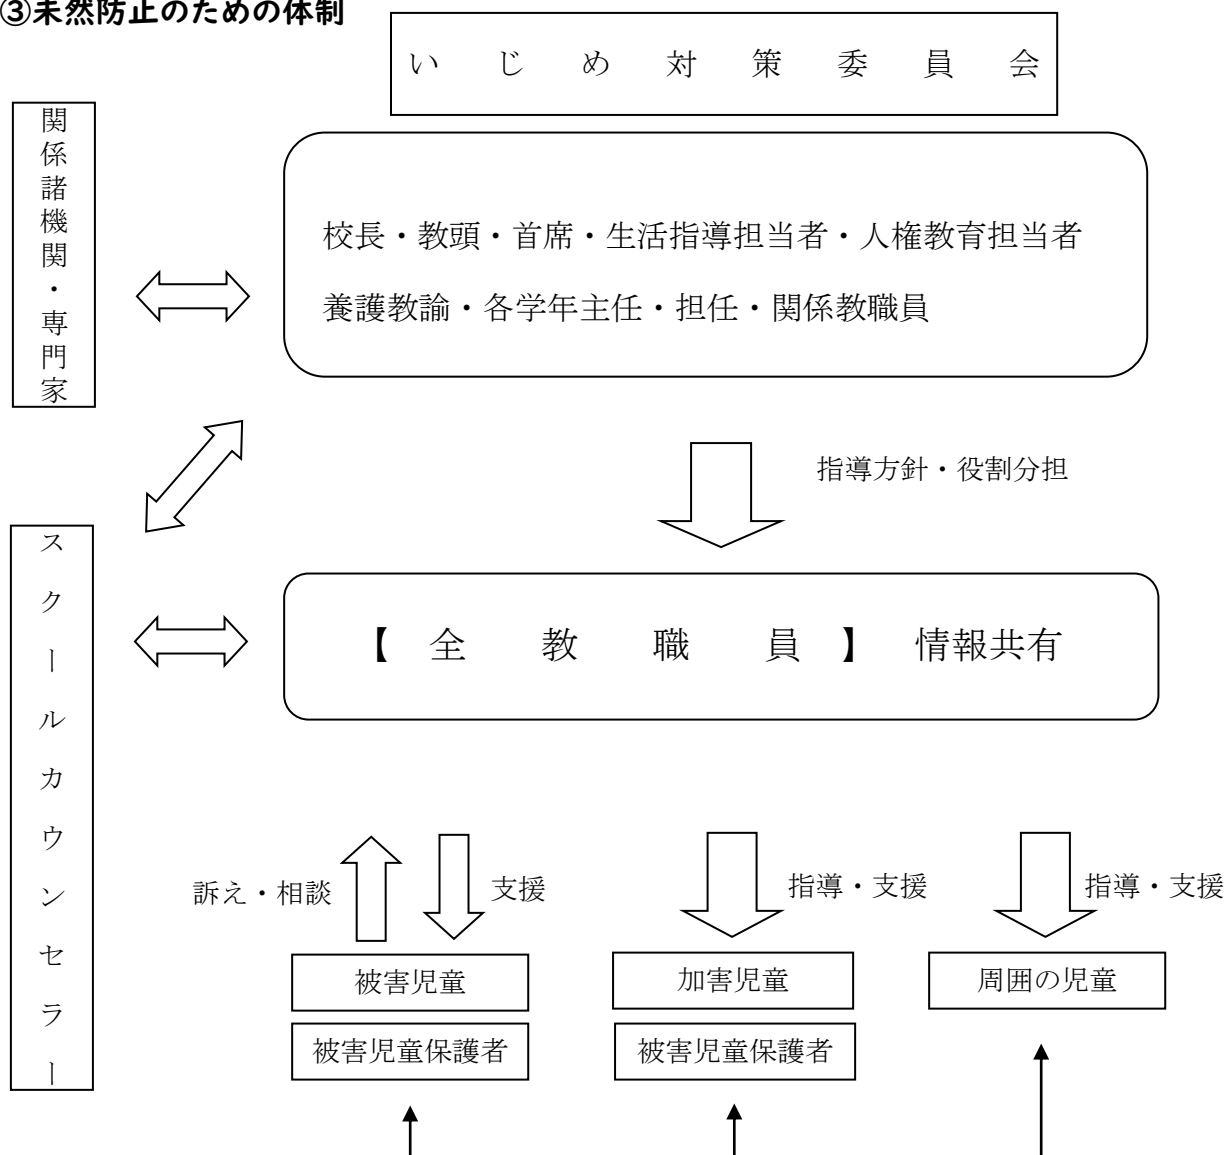 ③未然防止のための体制
いじめ対策委員会
関係諸機関・専門家
校長・教頭・首席・生活指導担当者・人権教育担当者
養護教諭・各学年主任・担任・関係教職員
指導方針・役割分担
スクールカウンセラー
【全教職員】情報共有
訴え・相談
支援
指導・支援
指導・支援
被害児童
加害児童
周囲の児童
被害児童保護者
被害児童保護者